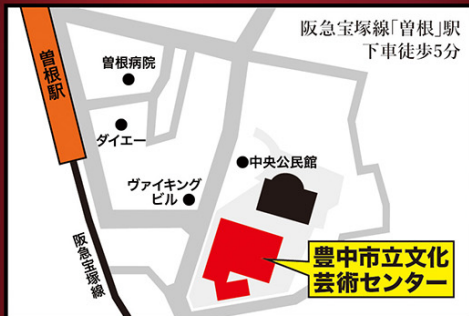 阪急宝塚線「曽根」駅
下車徒歩5分
曽根駅
曽根病院
ダイエー
中央公民館
ヴァイキング
ビル
阪急宝塚線
豊中市立文化
芸術センター